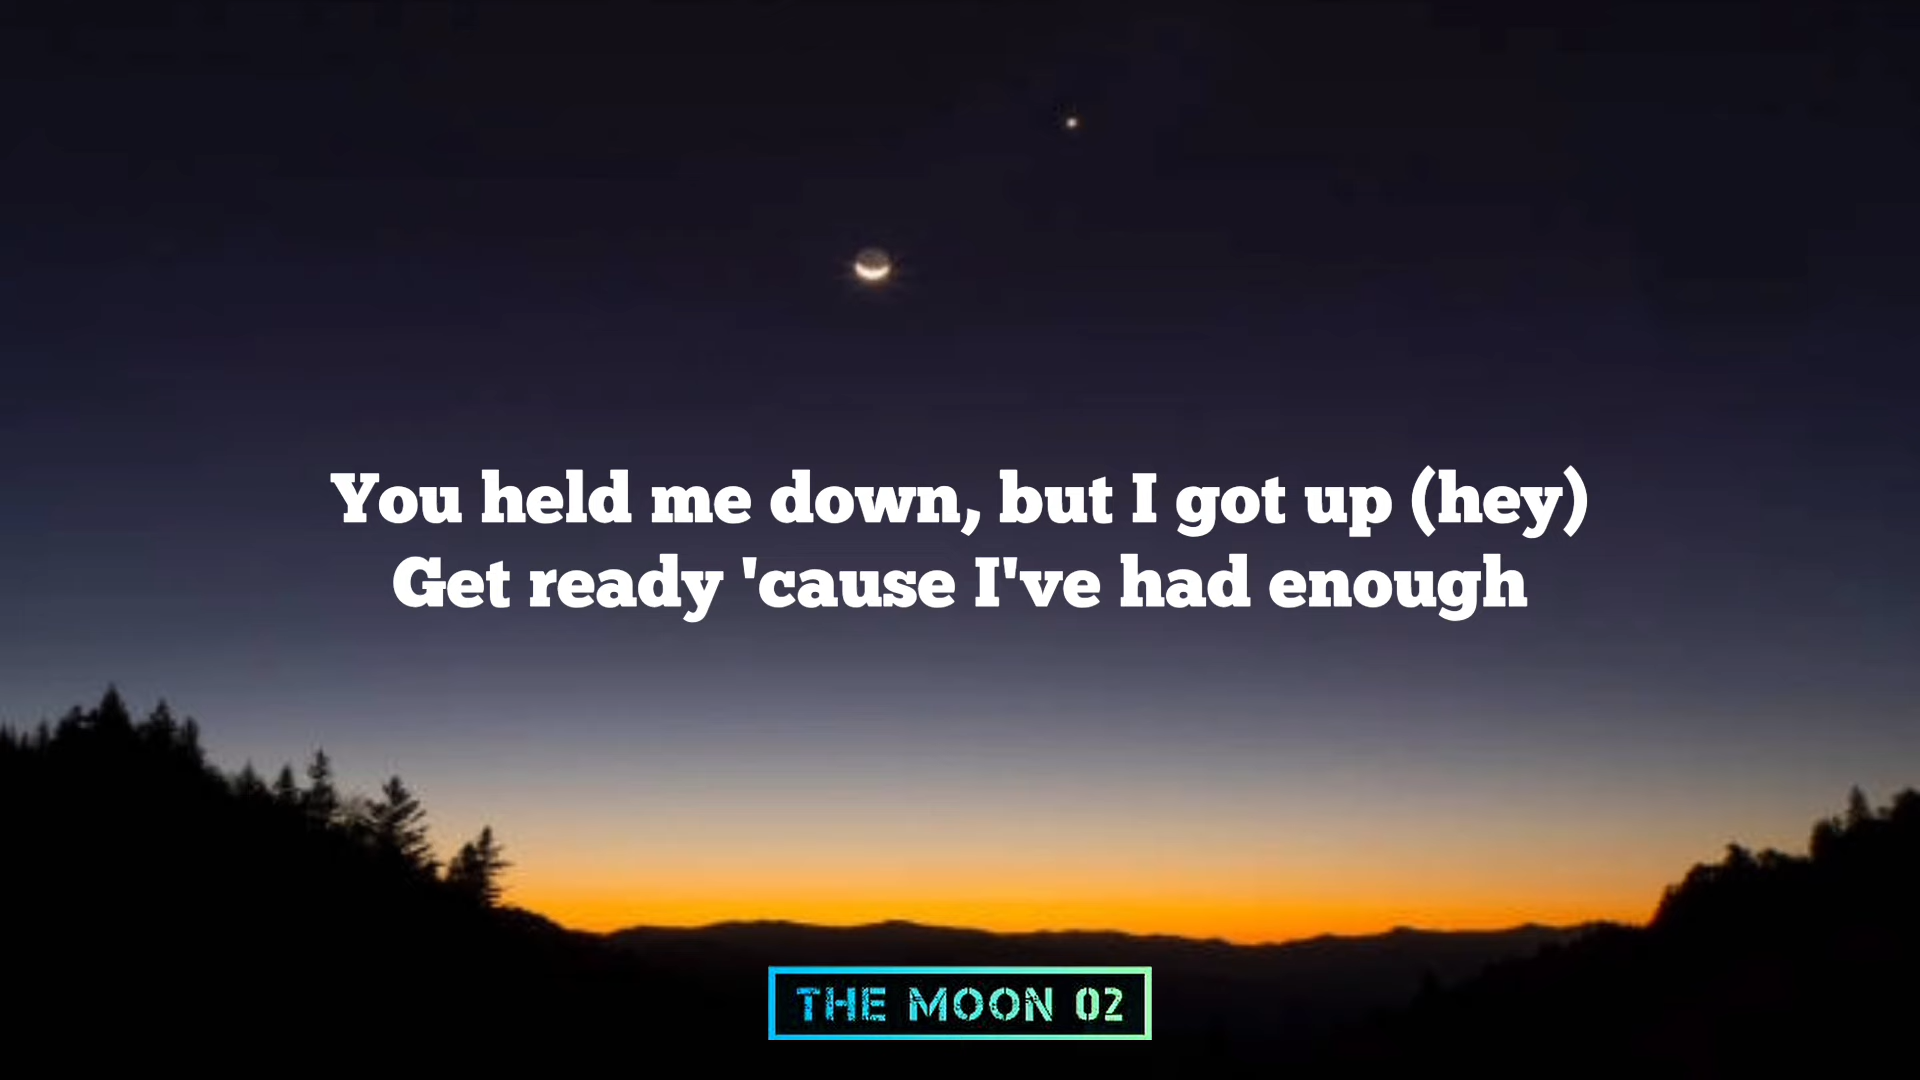 You held me down, but I got up (hey)
Get ready 'cause I've had enough
THE MOON 02